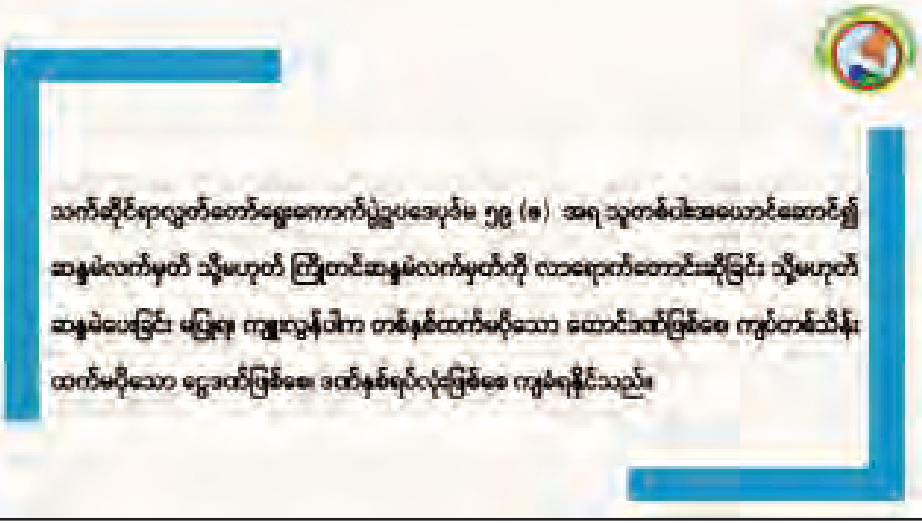 သက်ဆိုင်ရာလွှတ်တော်ရွေးကောက်ပွဲဥပဒေပုဒ်မ ၅၉ (ဖ) အရ သူတစ်ပါးအယောင်ဆောင်၍
ဆန္ဒမဲလက်မှတ် သို့မဟုတ် ကြိုတင်ဆန္ဒမဲလက်မှတ်ကို လာရောက်တောင်းဆိုခြင်း သို့မဟုတ်
ဆန္ဒမဲပေးခြင်း မပြုရ။ ကျူးလွန်ပါက တစ်နှစ်ထက်မပိုသော ထောင်ဒဏ်ဖြစ်စေ၊ ကျပ်တစ်သိန်း
ထက်မပိုသော ငွေဒဏ်ဖြစ်စေ၊ ဒဏ်နှစ်ရပ်လုံးဖြစ်စေ ကျခံရနိုင်သည်။